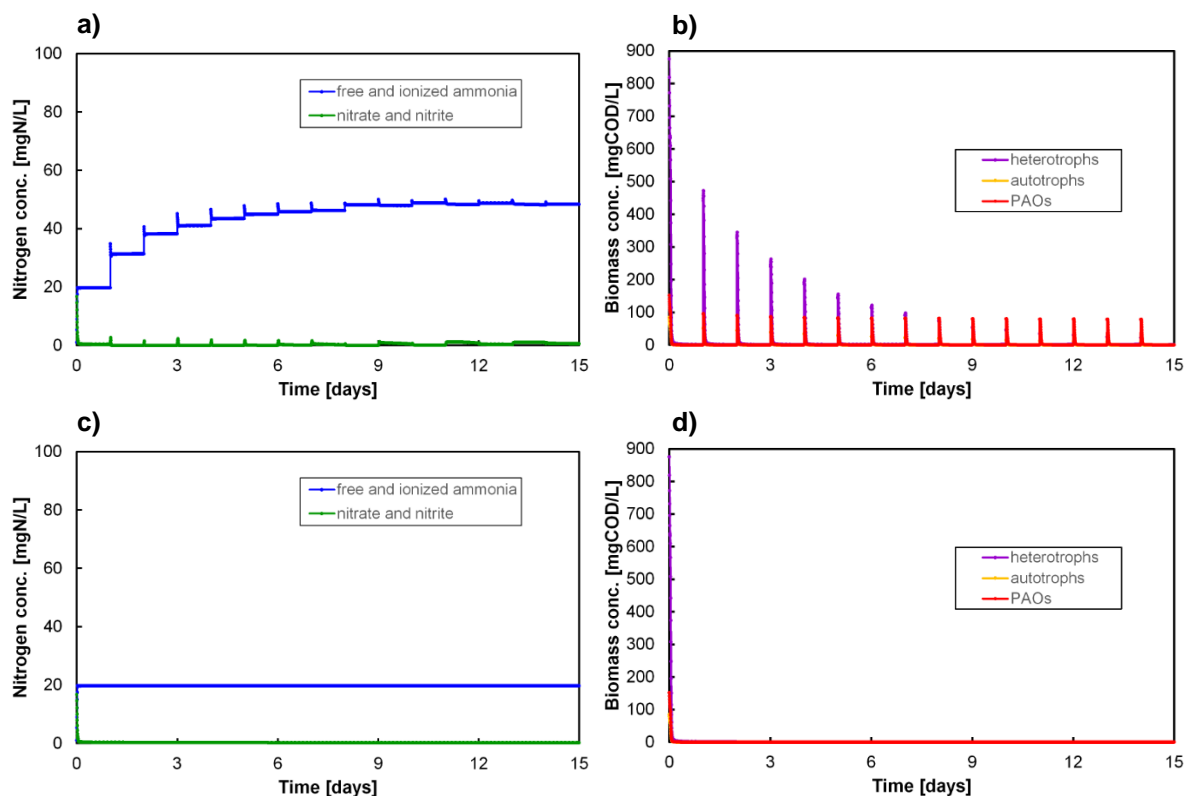 a)
Nitrogen conc. [mgN/L]
100
80
60
40
20
0
free and ionized ammonia
nitrate and nitrite
0 3 6 9 12 15
Time [days]
b)
Biomass conc. [mgCOD/L]
900
800
700
600
500
400
300
200
100
0
heterotrophs
autotrophs
PAOs
0 3 6 9 12 15
Time [days]
c)
Nitrogen conc. [mgN/L]
100
80
60
40
20
0
free and ionized ammonia
nitrate and nitrite
0 3 6 9 12 15
Time [days]
d)
Biomass conc. [mgCOD/L]
900
800
700
600
500
400
300
200
100
0
heterotrophs
autotrophs
PAOs
0 3 6 9 12 15
Time [days]